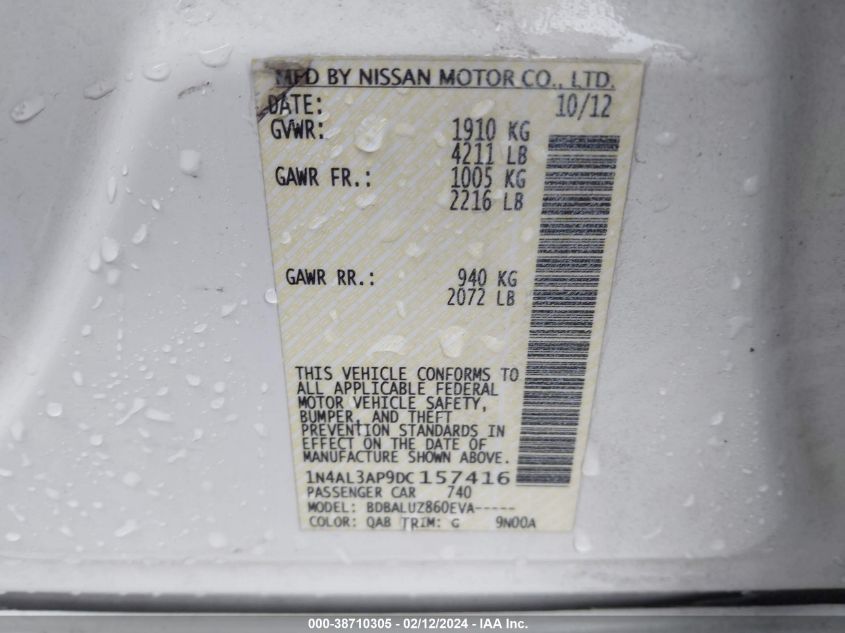 MFD BY NISSAN MOTOR CO., LTD.
DATE: 10/12
GVWR: 1910 KG
4211 LB
GAWR FR.: 1005 KG
2216 LB
GAWR RR.: 940 KG
2072 LB
THIS VEHICLE CONFORMS TO
ALL APPLICABLE FEDERAL
MOTOR VEHICLE SAFETY,
BUMPER, AND THEFT
PREVENTION STANDARDS IN
EFFECT ON THE DATE OF
MANUFACTURE SHOWN ABOVE.
1N4AL3AP9DC157416
PASSENGER CAR 740
MODEL: BDBALUZ860EVA-----
COLOR: QAB TRIM: G 9N00A
000-38710305 - 02/12/2024 - IAA Inc.